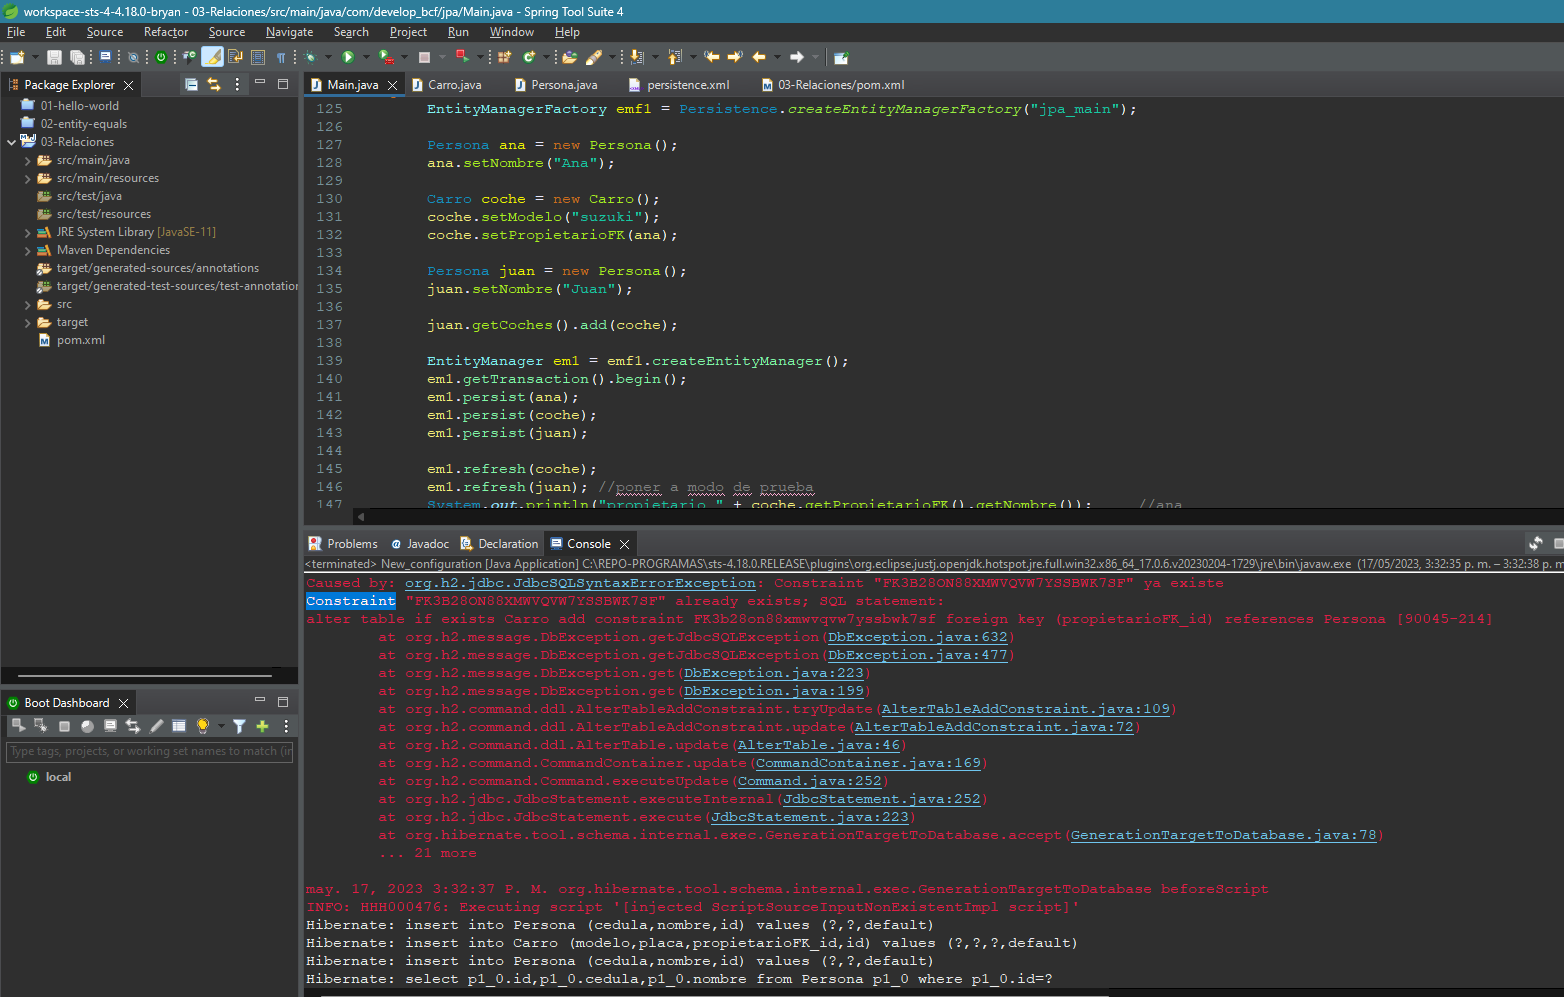 workspace-sts-4-4.18.0-bryan - 03-Relaciones/src/main/java/com/develop_bcf/jpa/Main.java - Spring Tool Suite 4
File Edit Source Refactor Source Navigate Search Project Run Window Help
Package Explorer
01-hello-world
02-entity-equals
03-Relaciones
src/main/java
src/main/resources
src/test/java
src/test/resources
JRE System Library [JavaSE-11]
Maven Dependencies
target/generated-sources/annotations
target/generated-test-sources/test-annotation
src
target
pom.xml
Boot Dashboard
Type tags, projects, or working set names to match (in
local
Main.java Carro.java Persona.java persistence.xml 03-Relaciones/pom.xml
125 EntityManagerFactory emf1 = Persistence.createEntityManagerFactory("jpa_main");
126
127 Persona ana = new Persona();
128 ana.setNombre("Ana");
129
130 Carro coche = new Carro();
131 coche.setModelo("suzuki");
132 coche.setPropietarioFK(ana);
133
134 Persona juan = new Persona();
135 juan.setNombre("Juan");
136
137 juan.getCoches().add(coche);
138
139 EntityManager em1 = emf1.createEntityManager();
140 em1.getTransaction().begin();
141 em1.persist(ana);
142 em1.persist(coche);
143 em1.persist(juan);
144
145 em1.refresh(coche);
146 em1.refresh(juan); //poner a modo de prueba
147 System.out.println("propietario " + coche.getPropietarioFK().getNombre()); //ana
Problems Javadoc Declaration Console
<terminated> New_configuration [Java Application] C:\REPO-PROGRAMAS\sts-4.18.0.RELEASE\plugins\org.eclipse.justj.openjdk.hotspot.jre.full.win32.x86_64_17.0.6.v20230204-1729\jre\bin\javaw.exe (17/05/2023, 3:32:35 p. m. – 3:32:38 p. m
Caused by: org.h2.jdbc.JdbcSQLSyntaxErrorException: Constraint "FK3B28ON88XMWVQVW7YSSBWK7SF" ya existe
Constraint "FK3B28ON88XMWVQVW7YSSBWK7SF" already exists; SQL statement:
alter table if exists Carro add constraint FK3b28on88xmwvqvw7yssbwk7sf foreign key (propietarioFK_id) references Persona [90045-214]
at org.h2.message.DbException.getJdbcSQLException(DbException.java:632)
at org.h2.message.DbException.getJdbcSQLException(DbException.java:477)
at org.h2.message.DbException.get(DbException.java:223)
at org.h2.message.DbException.get(DbException.java:199)
at org.h2.command.ddl.AlterTableAddConstraint.tryUpdate(AlterTableAddConstraint.java:109)
at org.h2.command.ddl.AlterTableAddConstraint.update(AlterTableAddConstraint.java:72)
at org.h2.command.ddl.AlterTable.update(AlterTable.java:46)
at org.h2.command.CommandContainer.update(CommandContainer.java:169)
at org.h2.command.Command.executeUpdate(Command.java:252)
at org.h2.jdbc.JdbcStatement.executeInternal(JdbcStatement.java:252)
at org.h2.jdbc.JdbcStatement.execute(JdbcStatement.java:223)
at org.hibernate.tool.schema.internal.exec.GenerationTargetToDatabase.accept(GenerationTargetToDatabase.java:78)
... 21 more
may. 17, 2023 3:32:37 P. M. org.hibernate.tool.schema.internal.exec.GenerationTargetToDatabase beforeScript
INFO: HHH000476: Executing script '[injected ScriptSourceInputNonExistentImpl script]'
Hibernate: insert into Persona (cedula,nombre,id) values (?,?,default)
Hibernate: insert into Carro (modelo,placa,propietarioFK_id,id) values (?,?,?,default)
Hibernate: insert into Persona (cedula,nombre,id) values (?,?,default)
Hibernate: select p1_0.id,p1_0.cedula,p1_0.nombre from Persona p1_0 where p1_0.id=?